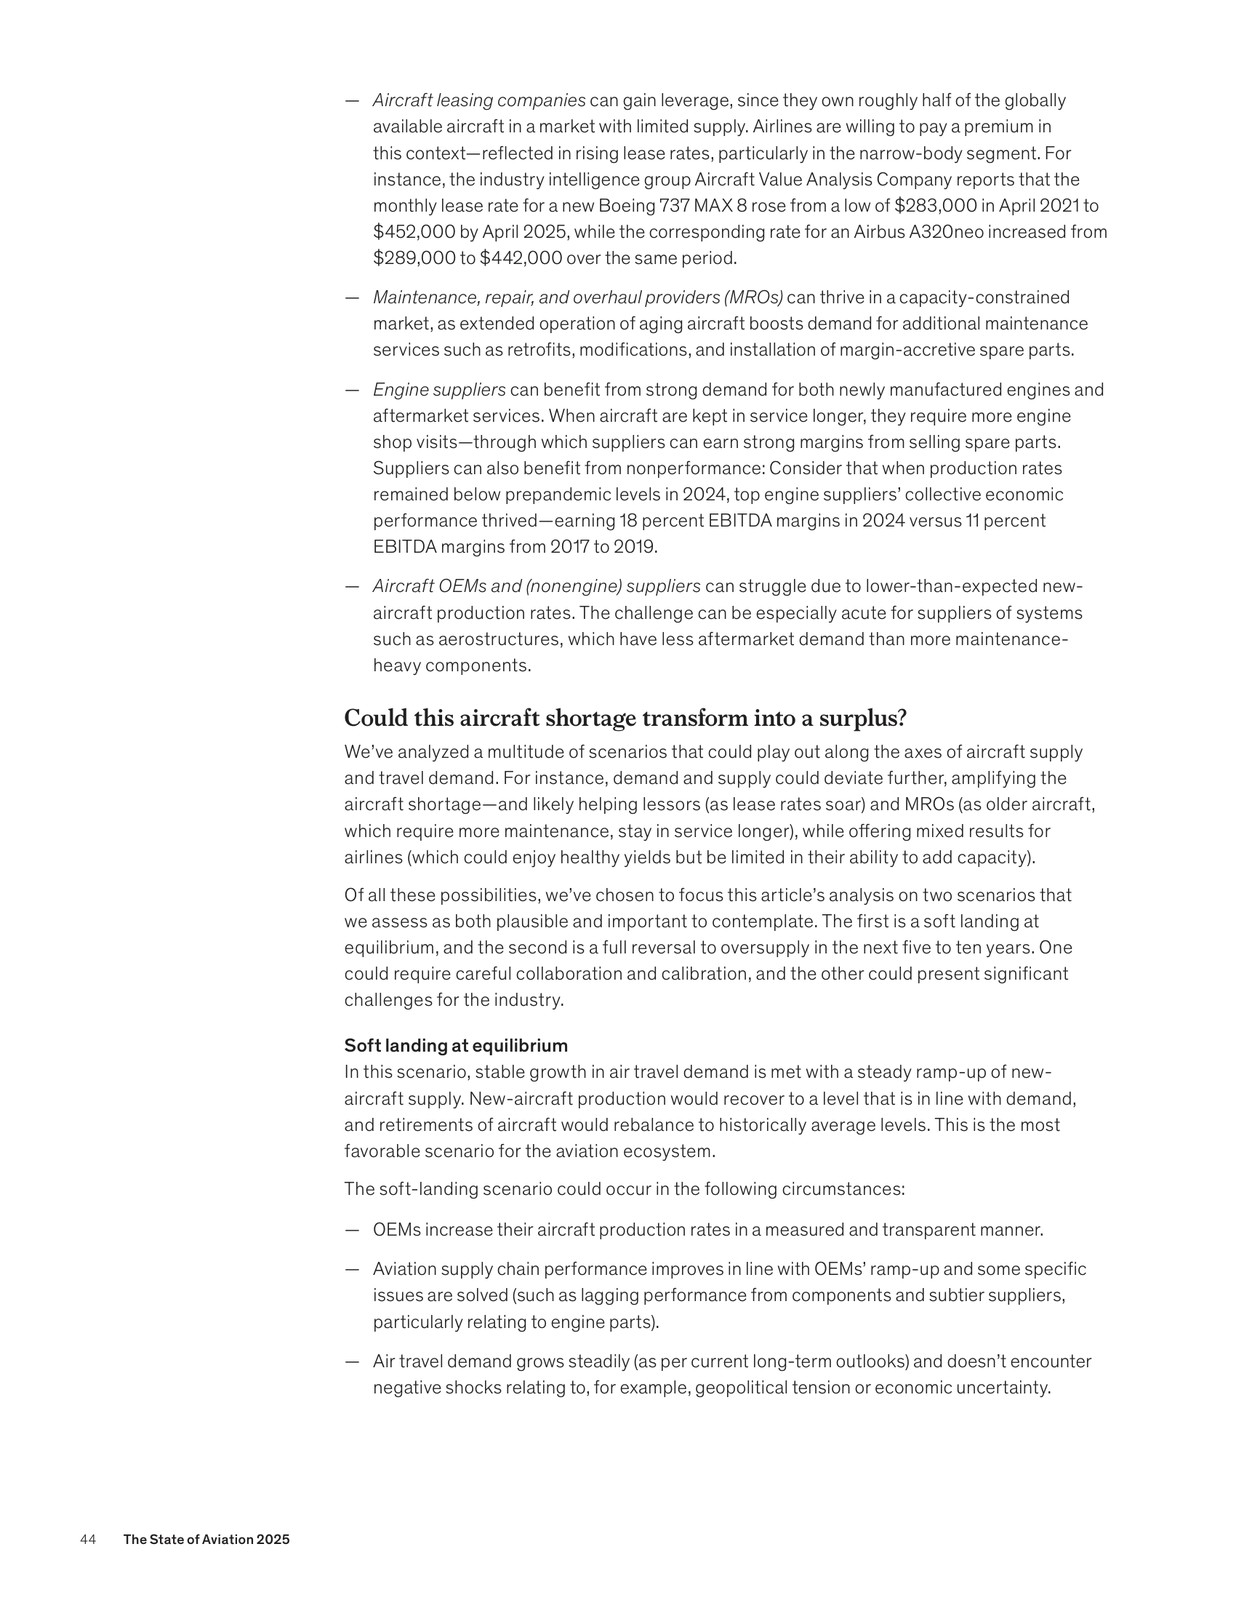 — Aircraft leasing companies can gain leverage, since they own roughly half of the globally
available aircraft in a market with limited supply. Airlines are willing to pay a premium in
this context—reflected in rising lease rates, particularly in the narrow-body segment. For
instance, the industry intelligence group Aircraft Value Analysis Company reports that the
monthly lease rate for a new Boeing 737 MAX 8 rose from a low of $283,000 in April 2021 to
$452,000 by April 2025, while the corresponding rate for an Airbus A320neo increased from
$289,000 to $442,000 over the same period.
— Maintenance, repair, and overhaul providers (MROs) can thrive in a capacity-constrained
market, as extended operation of aging aircraft boosts demand for additional maintenance
services such as retrofits, modifications, and installation of margin-accretive spare parts.
— Engine suppliers can benefit from strong demand for both newly manufactured engines and
aftermarket services. When aircraft are kept in service longer, they require more engine
shop visits—through which suppliers can earn strong margins from selling spare parts.
Suppliers can also benefit from nonperformance: Consider that when production rates
remained below prepandemic levels in 2024, top engine suppliers’ collective economic
performance thrived—earning 18 percent EBITDA margins in 2024 versus 11 percent
EBITDA margins from 2017 to 2019.
— Aircraft OEMs and (nonengine) suppliers can struggle due to lower-than-expected new-
aircraft production rates. The challenge can be especially acute for suppliers of systems
such as aerostructures, which have less aftermarket demand than more maintenance-
heavy components.
Could this aircraft shortage transform into a surplus?
We’ve analyzed a multitude of scenarios that could play out along the axes of aircraft supply
and travel demand. For instance, demand and supply could deviate further, amplifying the
aircraft shortage—and likely helping lessors (as lease rates soar) and MROs (as older aircraft,
which require more maintenance, stay in service longer), while offering mixed results for
airlines (which could enjoy healthy yields but be limited in their ability to add capacity).
Of all these possibilities, we’ve chosen to focus this article’s analysis on two scenarios that
we assess as both plausible and important to contemplate. The first is a soft landing at
equilibrium, and the second is a full reversal to oversupply in the next five to ten years. One
could require careful collaboration and calibration, and the other could present significant
challenges for the industry.
Soft landing at equilibrium
In this scenario, stable growth in air travel demand is met with a steady ramp-up of new-
aircraft supply. New-aircraft production would recover to a level that is in line with demand,
and retirements of aircraft would rebalance to historically average levels. This is the most
favorable scenario for the aviation ecosystem.
The soft-landing scenario could occur in the following circumstances:
— OEMs increase their aircraft production rates in a measured and transparent manner.
— Aviation supply chain performance improves in line with OEMs’ ramp-up and some specific
issues are solved (such as lagging performance from components and subtier suppliers,
particularly relating to engine parts).
— Air travel demand grows steadily (as per current long-term outlooks) and doesn’t encounter
negative shocks relating to, for example, geopolitical tension or economic uncertainty.
44 The State of Aviation 2025